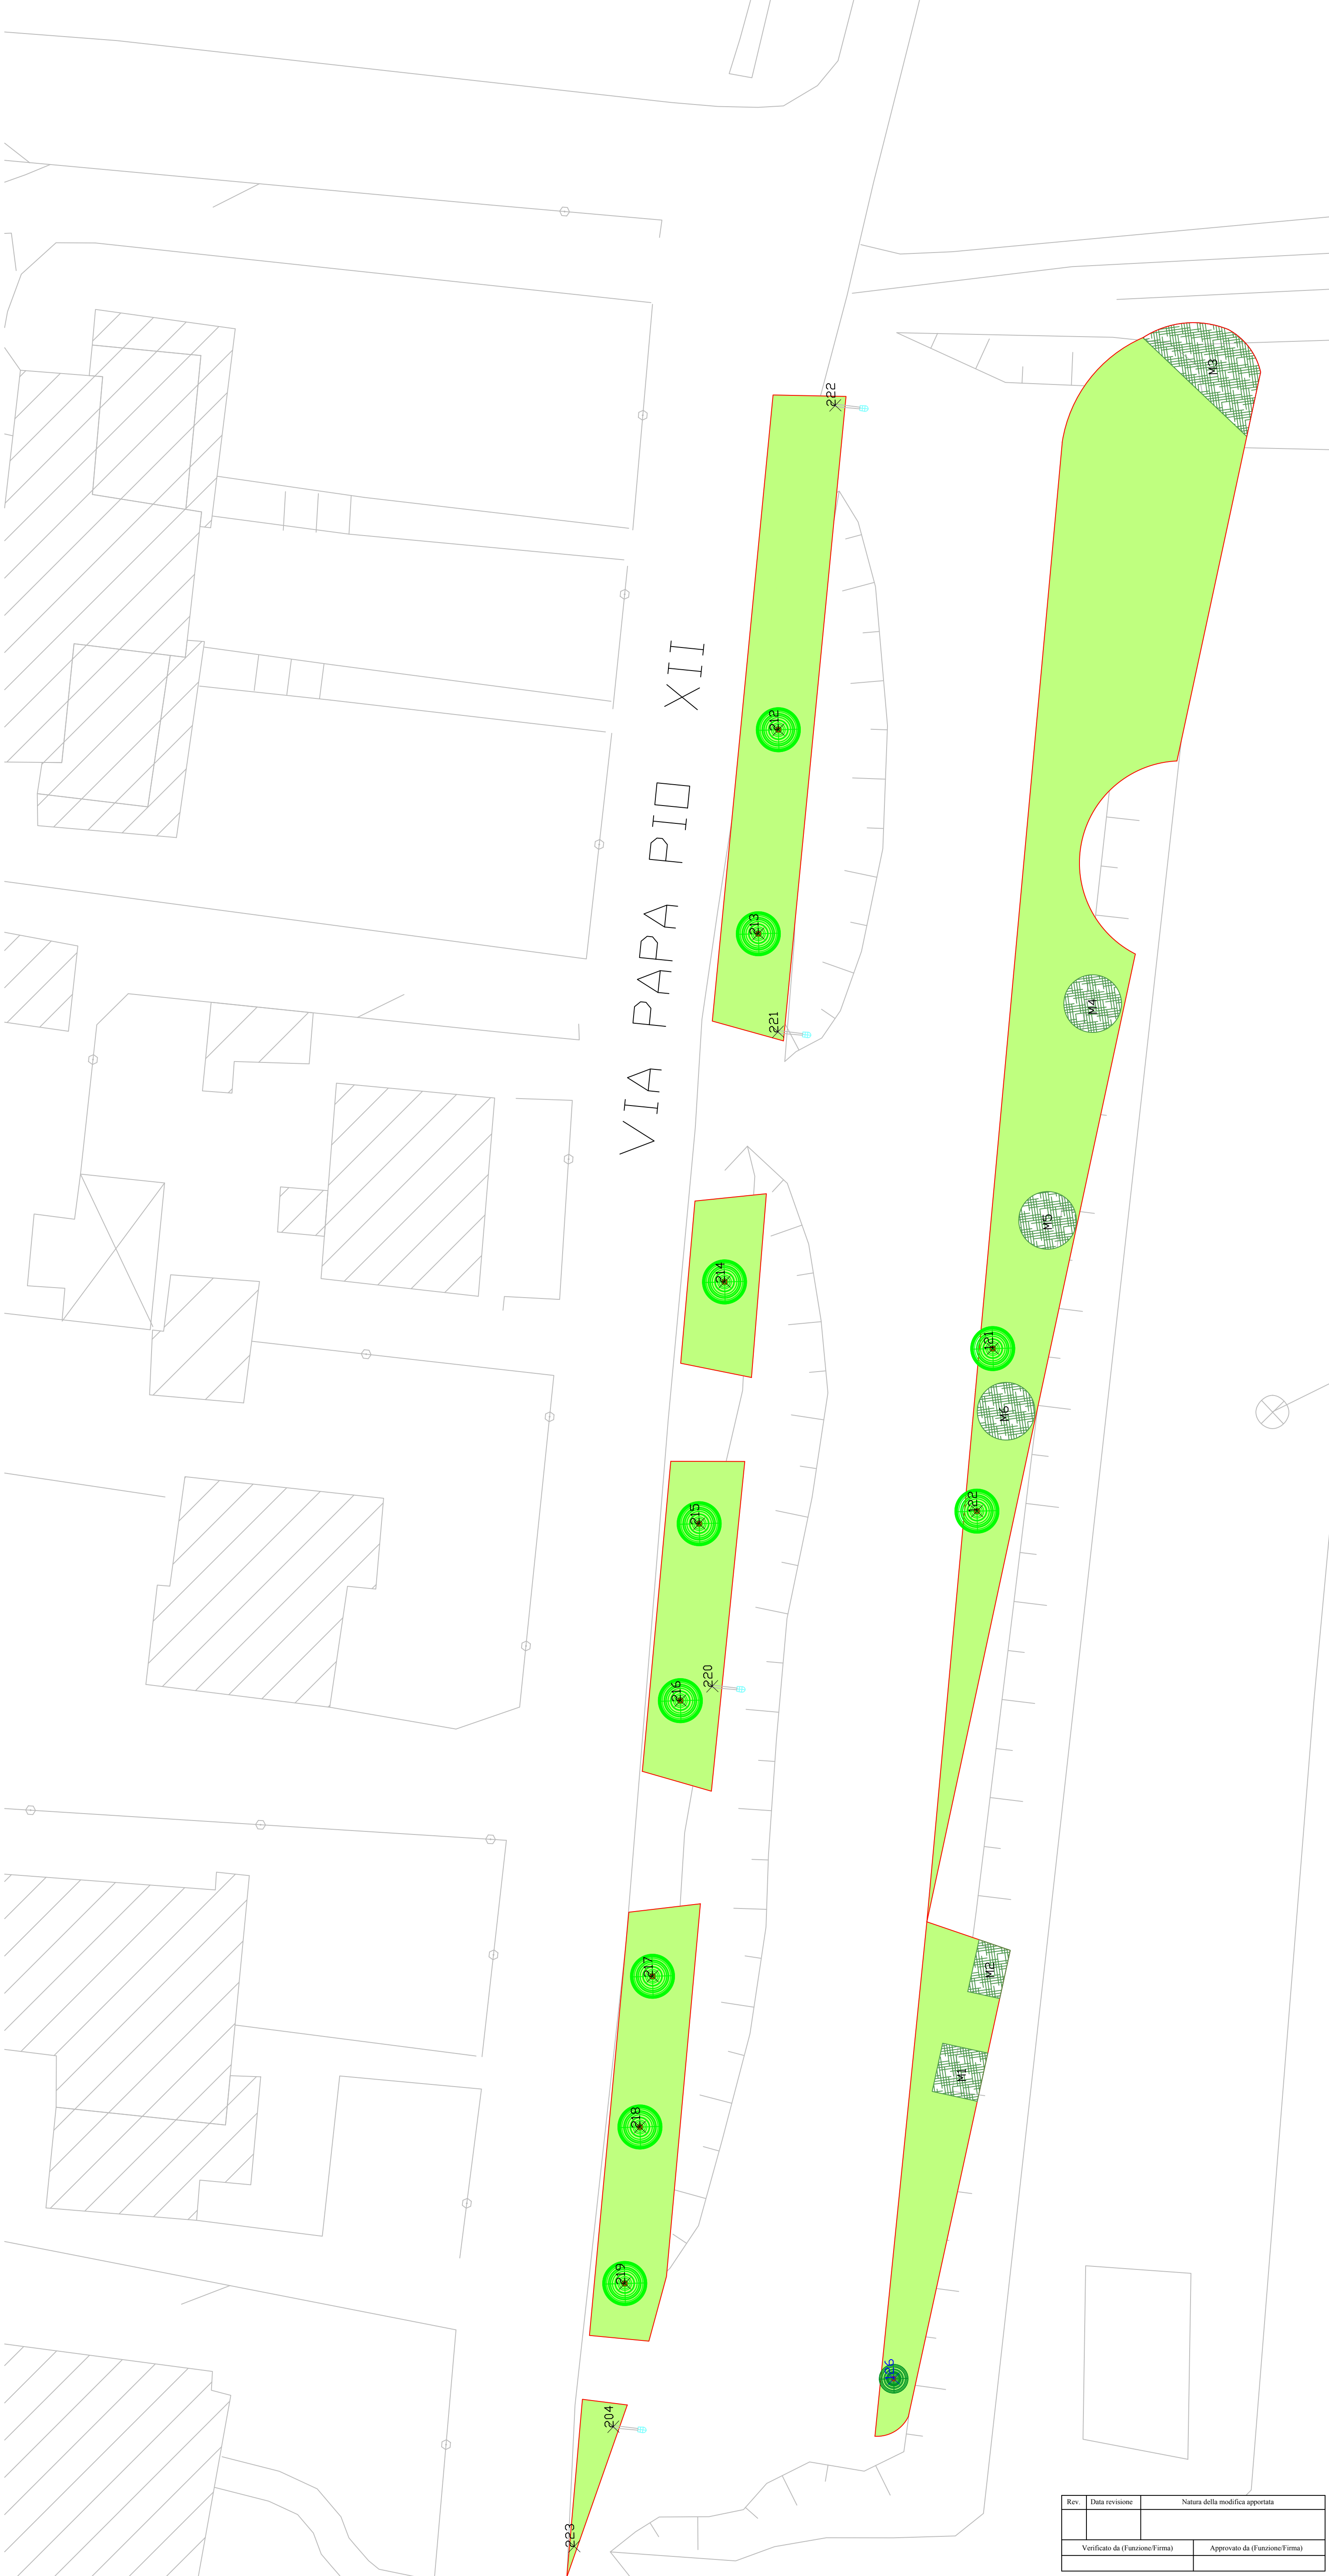 M3
222
VIA PAPA PIO XII
212
213
221
M4
M5
214
121
M6
215
122
220
216
M2
217
M1
218
219
204
223
Rev. Data revisione Natura della modifica apportata
Verificato da (Funzione/Firma) Approvato da (Funzione/Firma)